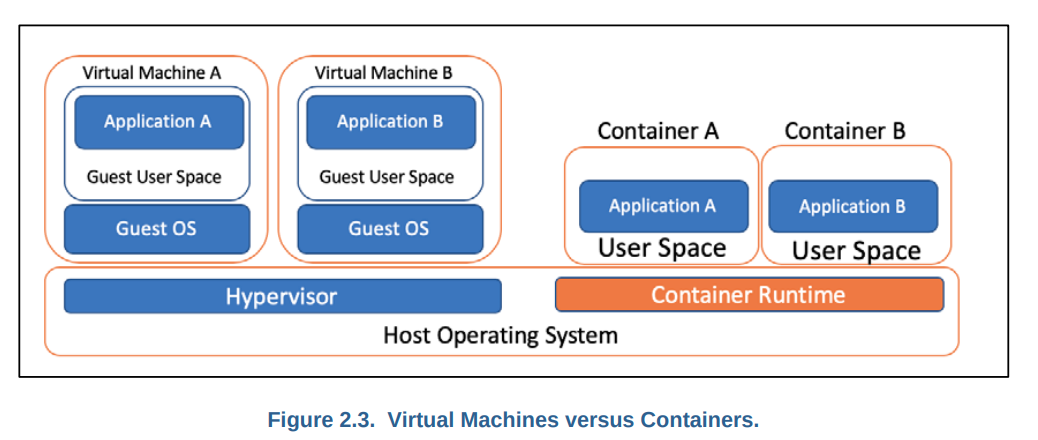 Virtual Machine A
Application A
Guest User Space
Guest OS
Virtual Machine B
Application B
Guest User Space
Guest OS
Container A
Application A
User Space
Container B
Application B
User Space
Hypervisor
Container Runtime
Host Operating System
Figure 2.3. Virtual Machines versus Containers.